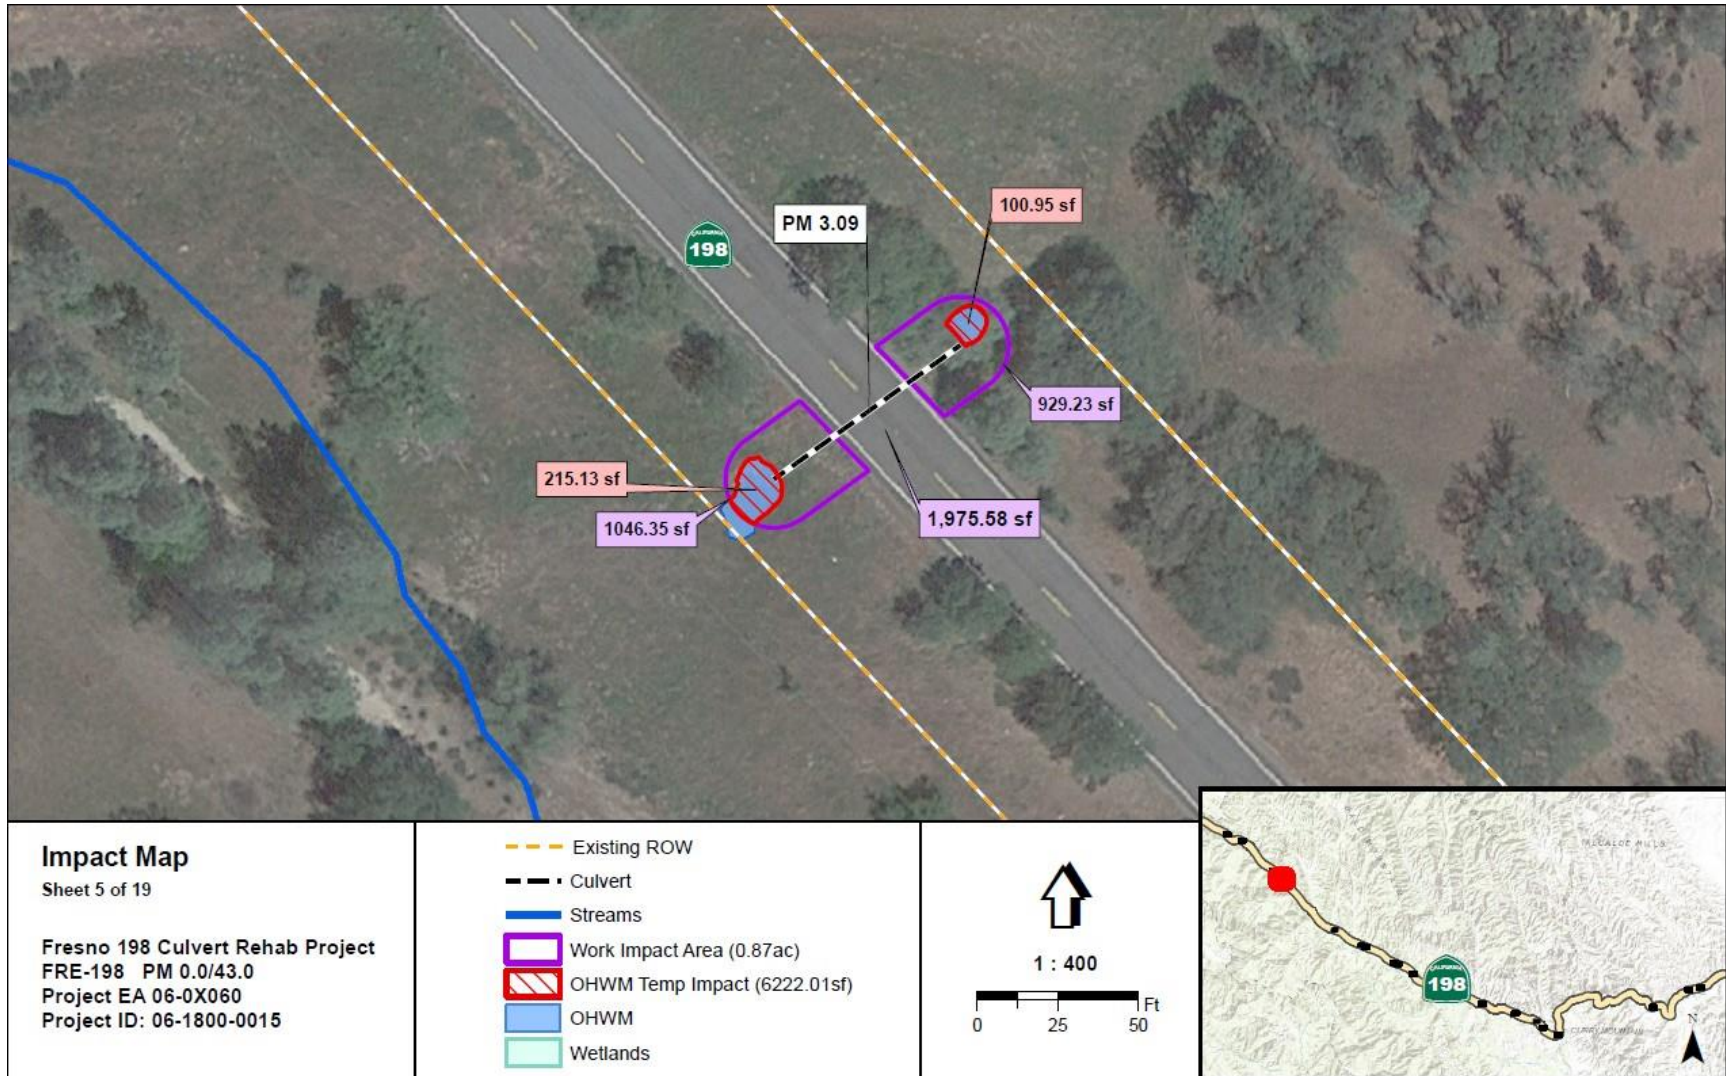 100.95 sf
PM 3.09
CALIFORNIA
198
929.23 sf
215.13 sf
1046.35 sf
1,975.58 sf
Impact Map
Sheet 5 of 19
Fresno 198 Culvert Rehab Project
FRE-198 PM 0.0/43.0
Project EA 06-0X060
Project ID: 06-1800-0015
Existing ROW
Culvert
Streams
Work Impact Area (0.87ac)
OHWM Temp Impact (6222.01sf)
OHWM
Wetlands
1 : 400
Ft
0 25 50
CALIFORNIA
198
N